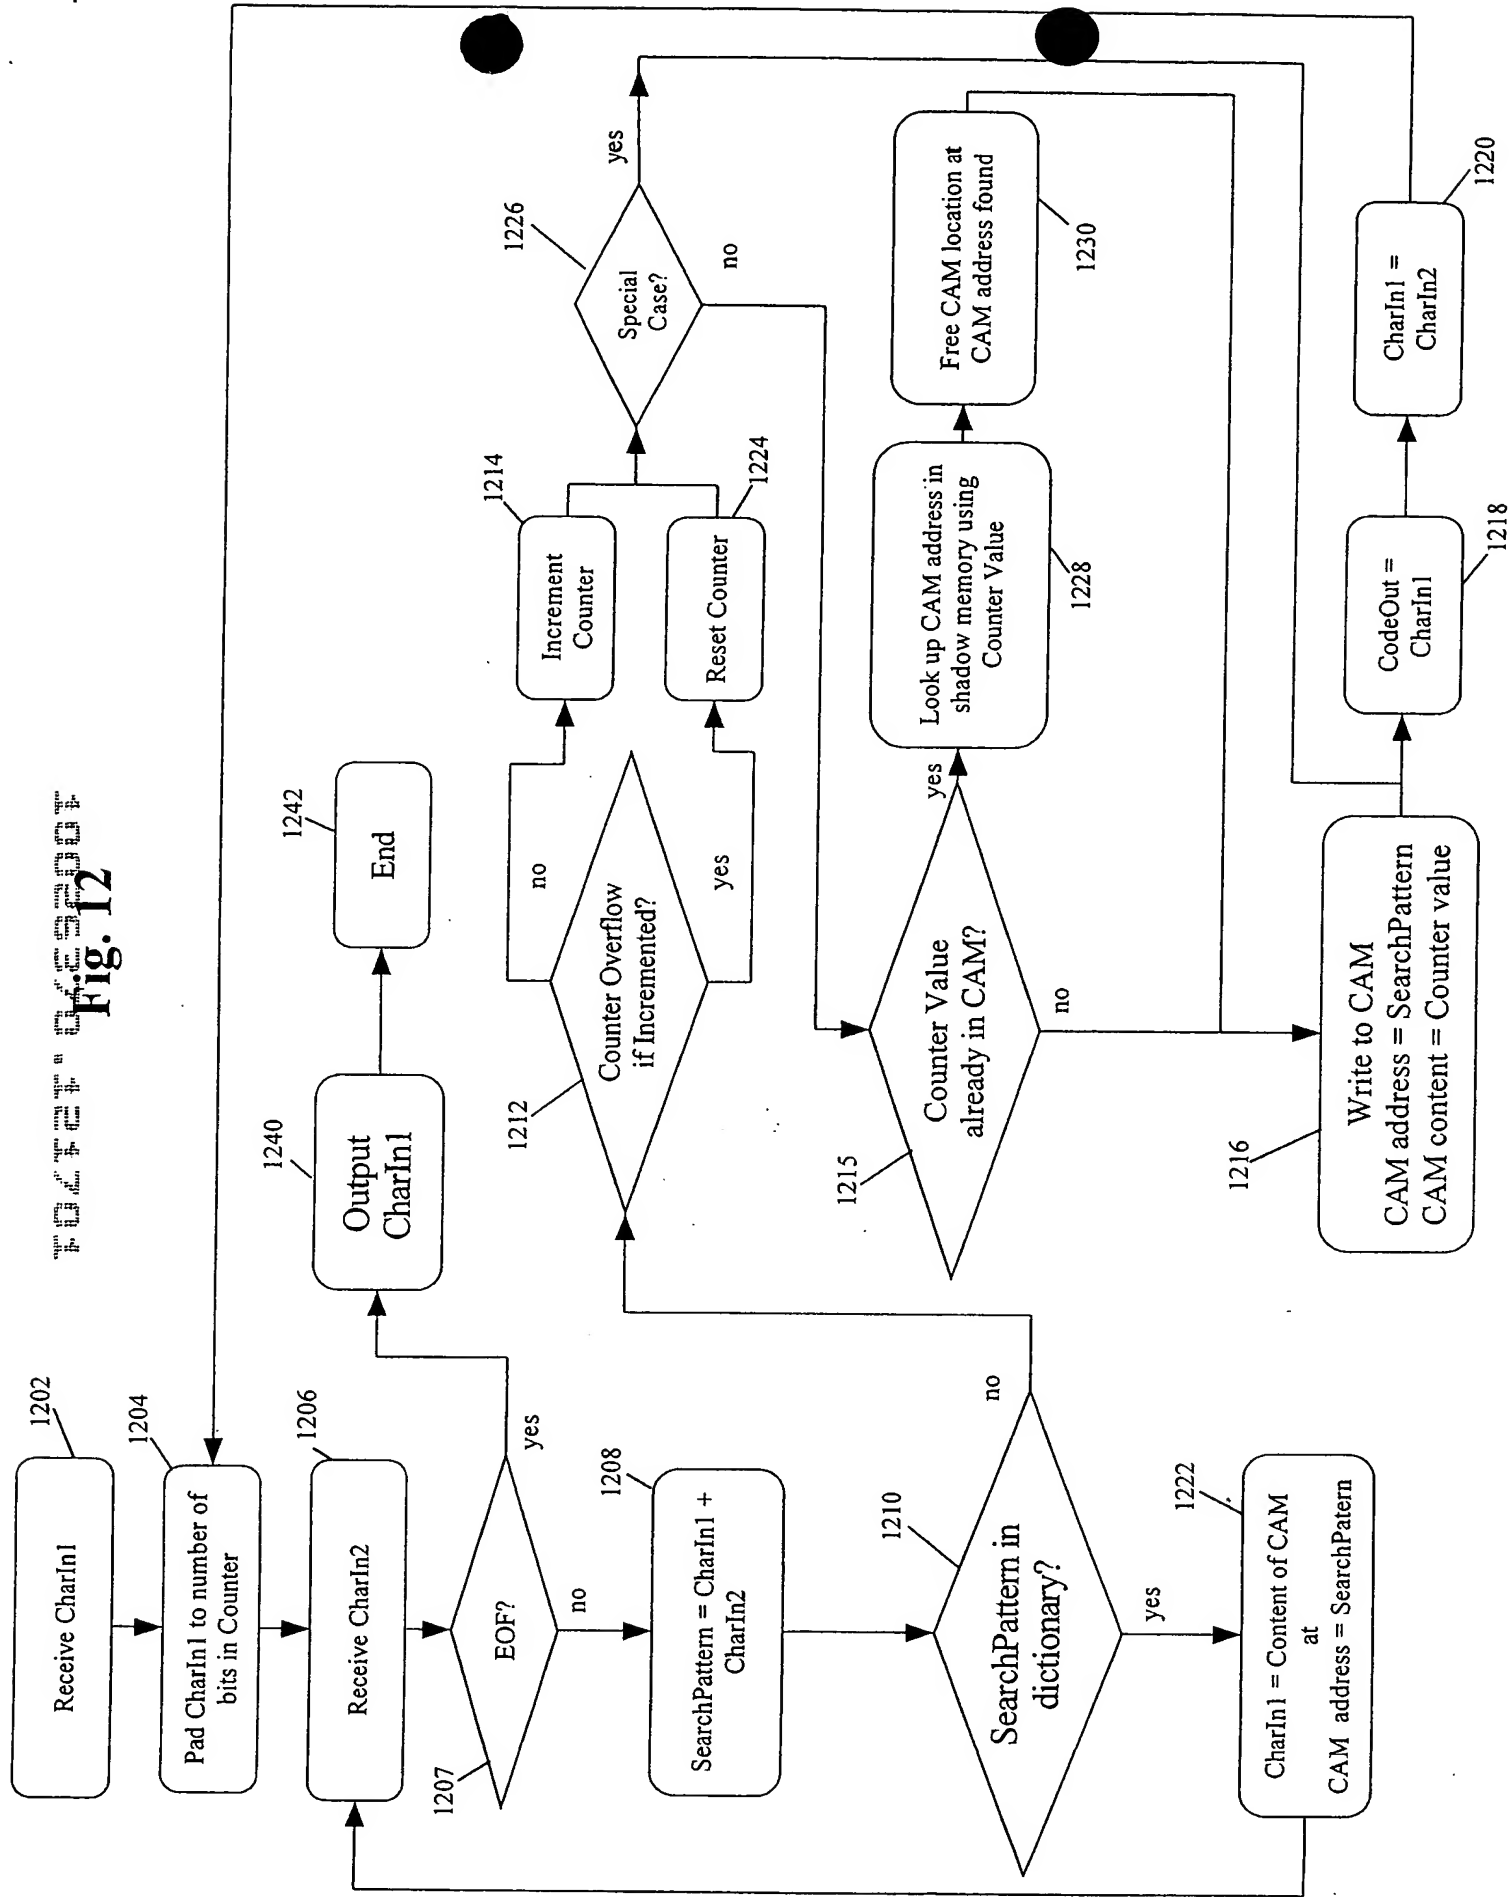 Fig. 12
1202
Receive CharIn1
1204
Pad CharIn1 to number of
bits in Counter
1206
Receive CharIn2
1207
EOF?
yes
no
1240
Output
CharIn1
1242
End
1208
SearchPattern = CharIn1 +
CharIn2
1210
SearchPattern in
dictionary?
no
yes
1222
CharIn1 = Content of CAM
at
CAM address = SearchPatern
1212
Counter Overflow
if Incremented?
no
yes
1214
Increment
Counter
Reset Counter
1224
1226
Special
Case?
yes
no
1215
Counter Value
already in CAM?
yes
no
Look up CAM address in
shadow memory using
Counter Value
1228
Free CAM location at
CAM address found
1230
1216
Write to CAM
CAM address = SearchPattern
CAM content = Counter value
CodeOut =
CharIn1
1218
CharIn1 =
CharIn2
1220